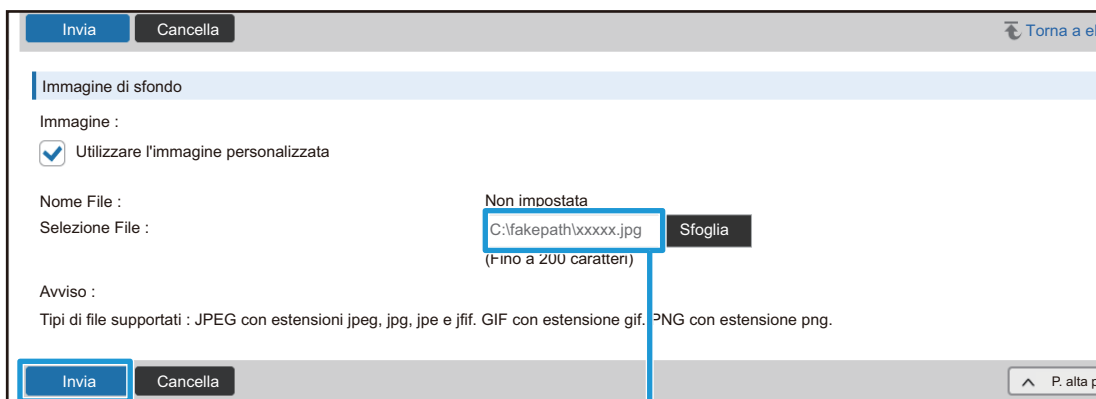 Invia Cancella Torna a el
Immagine di sfondo
Immagine :
Utilizzare l'immagine personalizzata
Nome File : Non impostata
Selezione File : C:\fakepath\xxxxx.jpg Sfoglia
(Fino a 200 caratteri)
Avviso :
Tipi di file supportati : JPEG con estensioni jpeg, jpg, jpe e jfif. GIF con estensione gif. PNG con estensione png.
Invia Cancella P. alta p